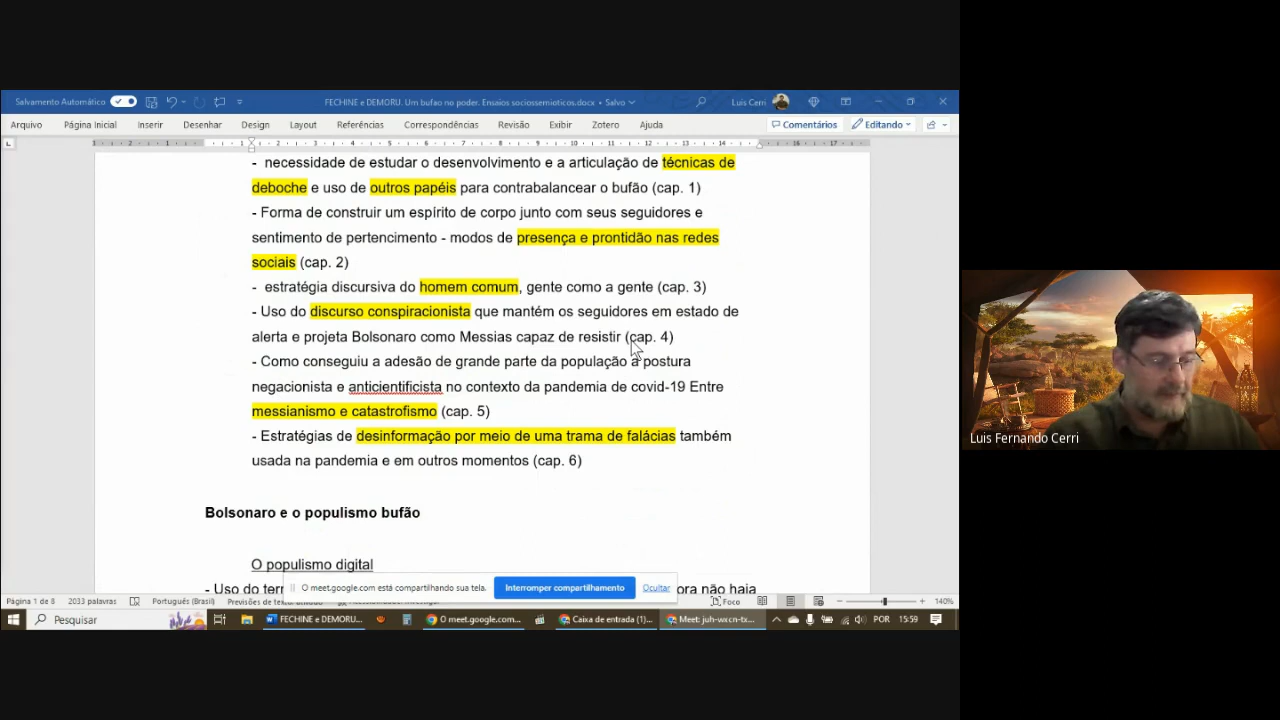 Salvamento Automático
FECHINE e DEMORU. Um bufao no poder. Ensaios sociossemioticos.docx • Salvo
Luis Cerri
Arquivo Página Inicial Inserir Desenhar Design Layout Referências Correspondências Revisão Exibir Zotero Ajuda Comentários Editando
- necessidade de estudar o desenvolvimento e a articulação de técnicas de
deboche e uso de outros papéis para contrabalancear o bufão (cap. 1)
- Forma de construir um espírito de corpo junto com seus seguidores e
sentimento de pertencimento - modos de presença e prontidão nas redes
sociais (cap. 2)
- estratégia discursiva do homem comum, gente como a gente (cap. 3)
- Uso do discurso conspiracionista que mantém os seguidores em estado de
alerta e projeta Bolsonaro como Messias capaz de resistir (cap. 4)
- Como conseguiu a adesão de grande parte da população à postura
negacionista e anticientificista no contexto da pandemia de covid-19 Entre
messianismo e catastrofismo (cap. 5)
- Estratégias de desinformação por meio de uma trama de falácias também
usada na pandemia e em outros momentos (cap. 6)
Bolsonaro e o populismo bufão
O populismo digital
- Uso do
O meet.google.com está compartilhando sua tela. Interromper compartilhamento Ocultar
Página 1 de 8 2033 palavras Português (Brasil) Foco 140%
Pesquisar FECHINE e DEMORU... O meet.google.com... Caixa de entrada (1)... Meet: juh-wxcn-tx... POR 15:59
Luis Fernando Cerri